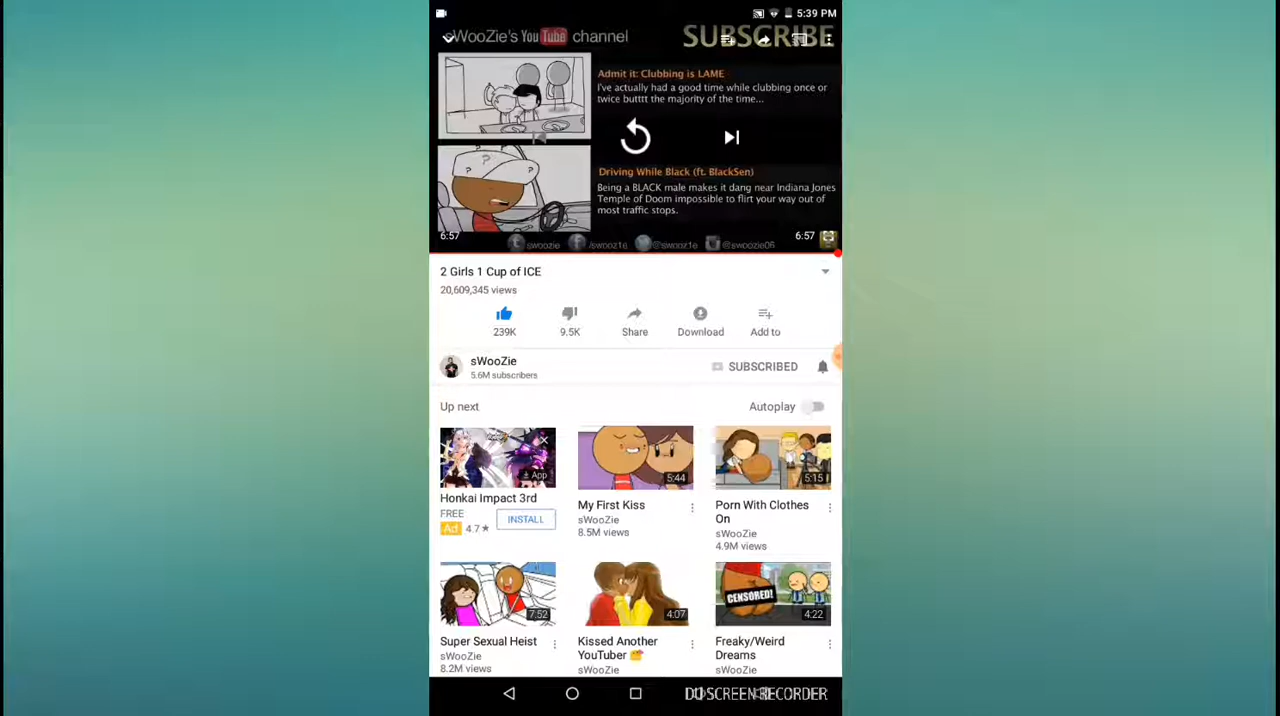 5:39 PM
sWooZie's YouTube channel
SUBSCRIBE
Admit it: Clubbing is LAME
I've actually had a good time while clubbing once or
twice butttt the majority of the time...
Driving While Black (ft. BlackSen)
Being a BLACK male makes it dang near Indiana Jones
Temple of Doom impossible to flirt your way out of
most traffic stops.
6:57
swoozie
/swooz1e
@swooz1e
@swoozie06
6:57
2 Girls 1 Cup of ICE
20,609,345 views
239K
9.5K
Share
Download
Add to
sWooZie
5.6M subscribers
SUBSCRIBED
Up next
Autoplay
App
Honkai Impact 3rd
FREE
Ad 4.7★
INSTALL
5:44
My First Kiss
sWooZie
8.5M views
5:15
Porn With Clothes
On
sWooZie
4.9M views
7:52
Super Sexual Heist
sWooZie
8.2M views
4:07
Kissed Another
YouTuber
sWooZie
CENSORED!
4:22
Freaky/Weird
Dreams
sWooZie
DU SCREEN RECORDER